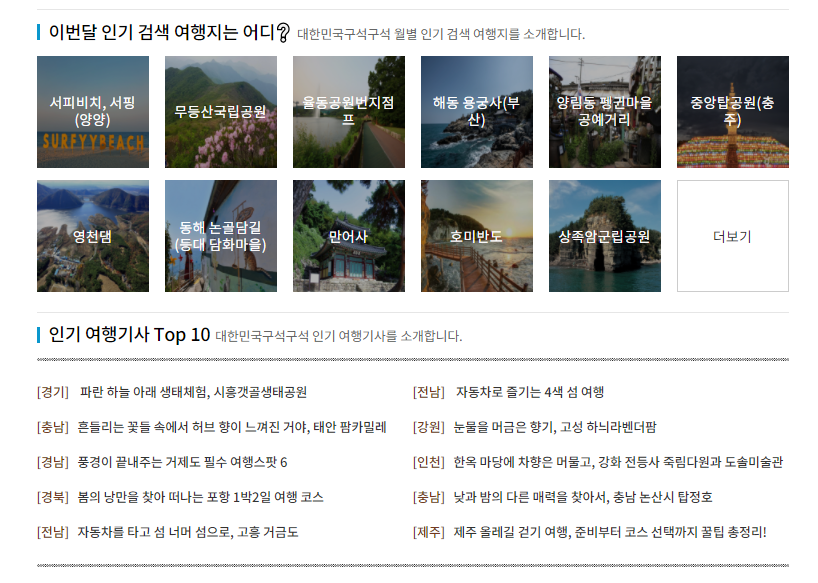 이번달 인기 검색 여행지는 어디? 대한민국구석구석 월별 인기 검색 여행지를 소개합니다.
서피비치, 서핑
(양양)
무등산국립공원
율동공원번지점
프
해동 용궁사(부
산)
양림동 펭귄마을
공예거리
중앙탑공원(충
주)
SURFYYBEACH
영천댐
동해 논골담길
(동대 담화마을)
만어사
호미반도
상족암군립공원
더보기
인기 여행기사 Top 10 대한민국구석구석 인기 여행기사를 소개합니다.
[경기] 파란 하늘 아래 생태체험, 시흥갯골생태공원
[전남] 자동차로 즐기는 4색 섬 여행
[충남] 흔들리는 꽃들 속에서 허브 향이 느껴진 거야, 태안 팜카밀레
[강원] 눈물을 머금은 향기, 고성 하늬라벤더팜
[경남] 풍경이 끝내주는 거제도 필수 여행스팟 6
[인천] 한옥 마당에 차향은 머물고, 강화 전등사 죽림다원과 도솔미술관
[경북] 봄의 낭만을 찾아 떠나는 포항 1박2일 여행 코스
[충남] 낮과 밤의 다른 매력을 찾아서, 충남 논산시 탑정호
[전남] 자동차를 타고 섬 너머 섬으로, 고흥 거금도
[제주] 제주 올레길 걷기 여행, 준비부터 코스 선택까지 꿀팁 총정리!